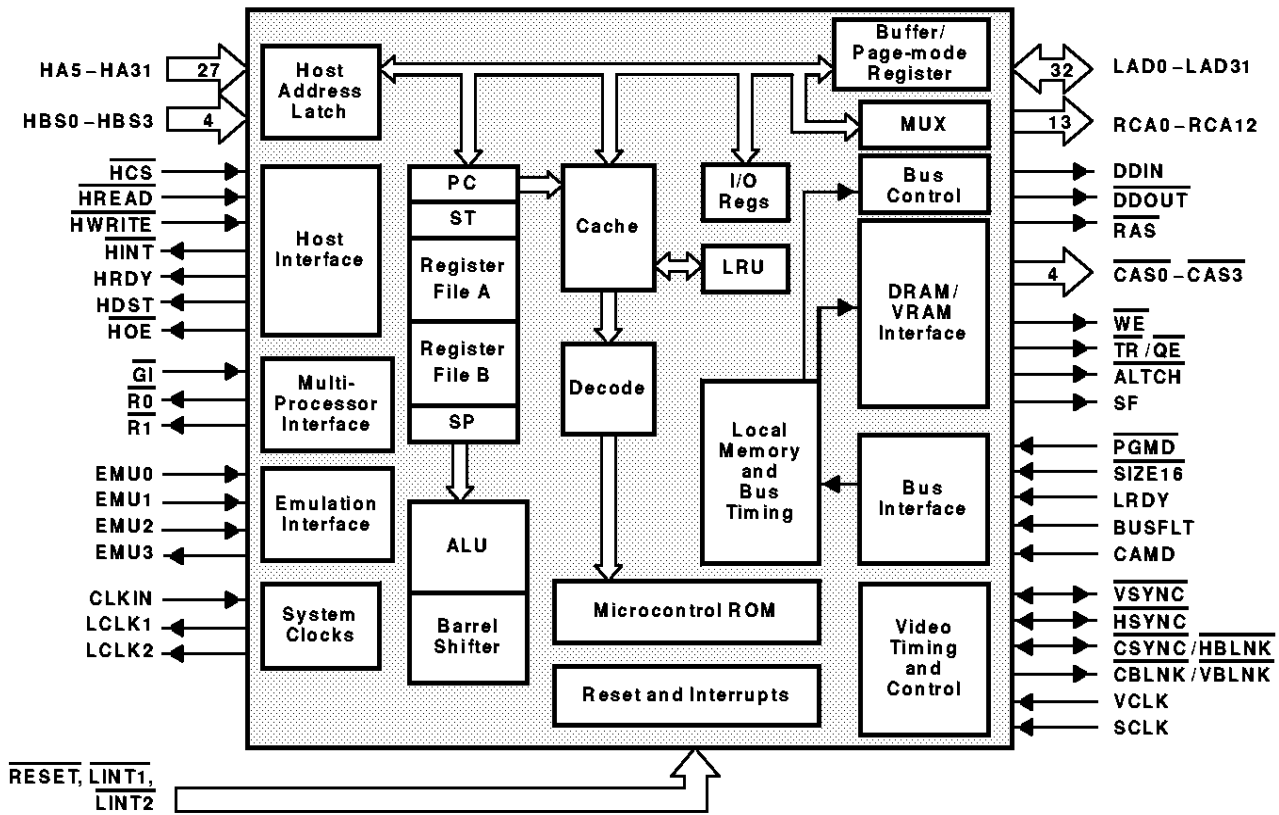 HA5–HA31
27
HBS0–HBS3
4
HCS
HREAD
HWRITE
HINT
HRDY
HDST
HOE
GI
R0
R1
EMU0
EMU1
EMU2
EMU3
CLKIN
LCLK1
LCLK2
RESET, LINT1,
LINT2
Host
Address
Latch
Host
Interface
Multi-
Processor
Interface
Emulation
Interface
System
Clocks
PC
ST
Register
File A
Register
File B
SP
ALU
Barrel
Shifter
Cache
Decode
Microcontrol ROM
Reset and Interrupts
I/O
Regs
LRU
Local
Memory
and
Bus
Timing
Buffer/
Page-mode
Register
MUX
Bus
Control
DRAM/
VRAM
Interface
Bus
Interface
Video
Timing
and
Control
32
LAD0–LAD31
13
RCA0–RCA12
DDIN
DDOUT
RAS
4
CAS0–CAS3
WE
TR/QE
ALTCH
SF
PGMD
SIZE16
LRDY
BUSFLT
CAMD
VSYNC
HSYNC
CSYNC/HBLNK
CBLNK/VBLNK
VCLK
SCLK